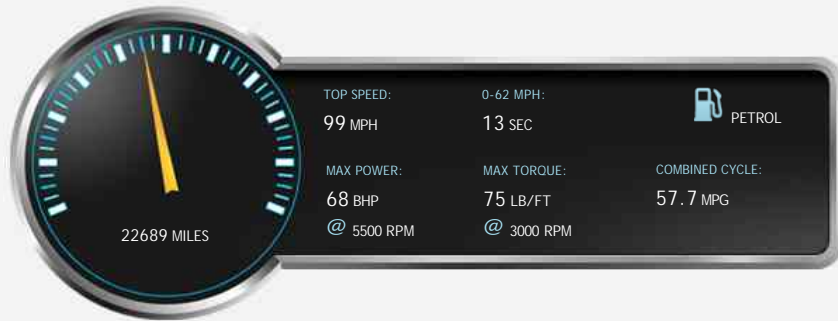 22689 MILES
TOP SPEED:
99 MPH
0-62 MPH:
13 SEC
PETROL
MAX POWER:
68 BHP
@ 5500 RPM
MAX TORQUE:
75 LB/FT
@ 3000 RPM
COMBINED CYCLE:
57.7 MPG